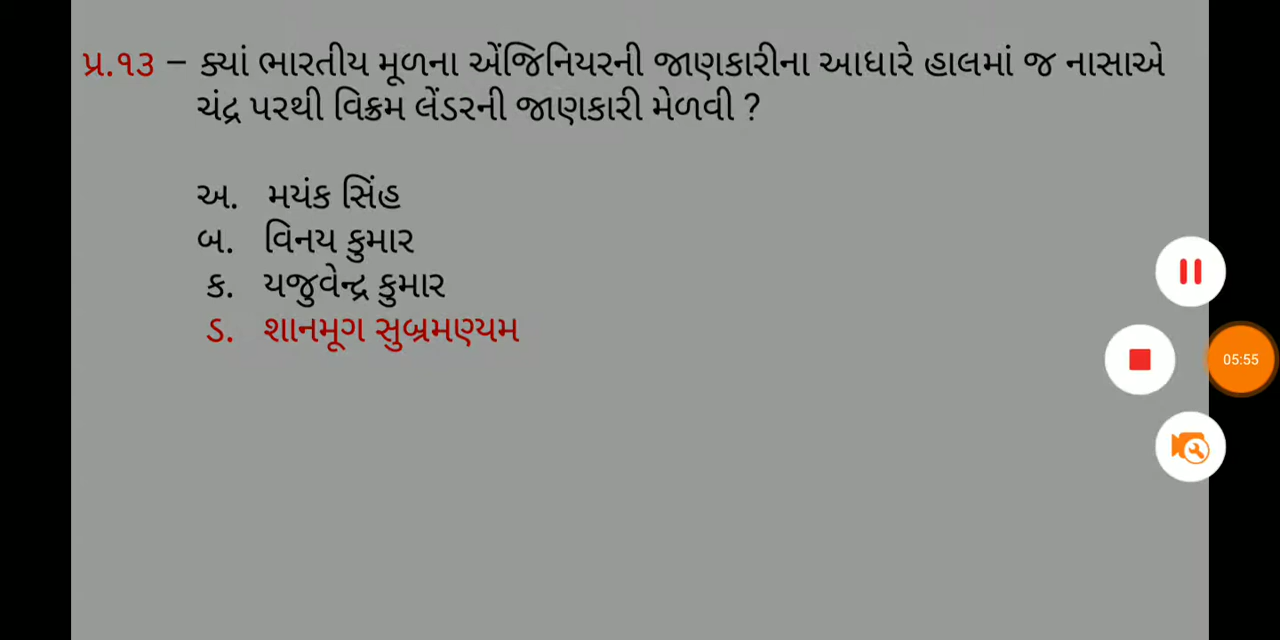 પ્ર.૧૩ – ક્યાં ભારતીય મૂળના એંજિનિયરની જાણકારીના આધારે હાલમાં જ નાસાએ
ચંદ્ર પરથી વિક્રમ લેંડરની જાણકારી મેળવી ?
અ. મયંક સિંહ
બ. વિનય કુમાર
ક. યજુવેન્દ્ર કુમાર
ડ. શાનમૂગ સુબ્રમણ્યમ
05:55